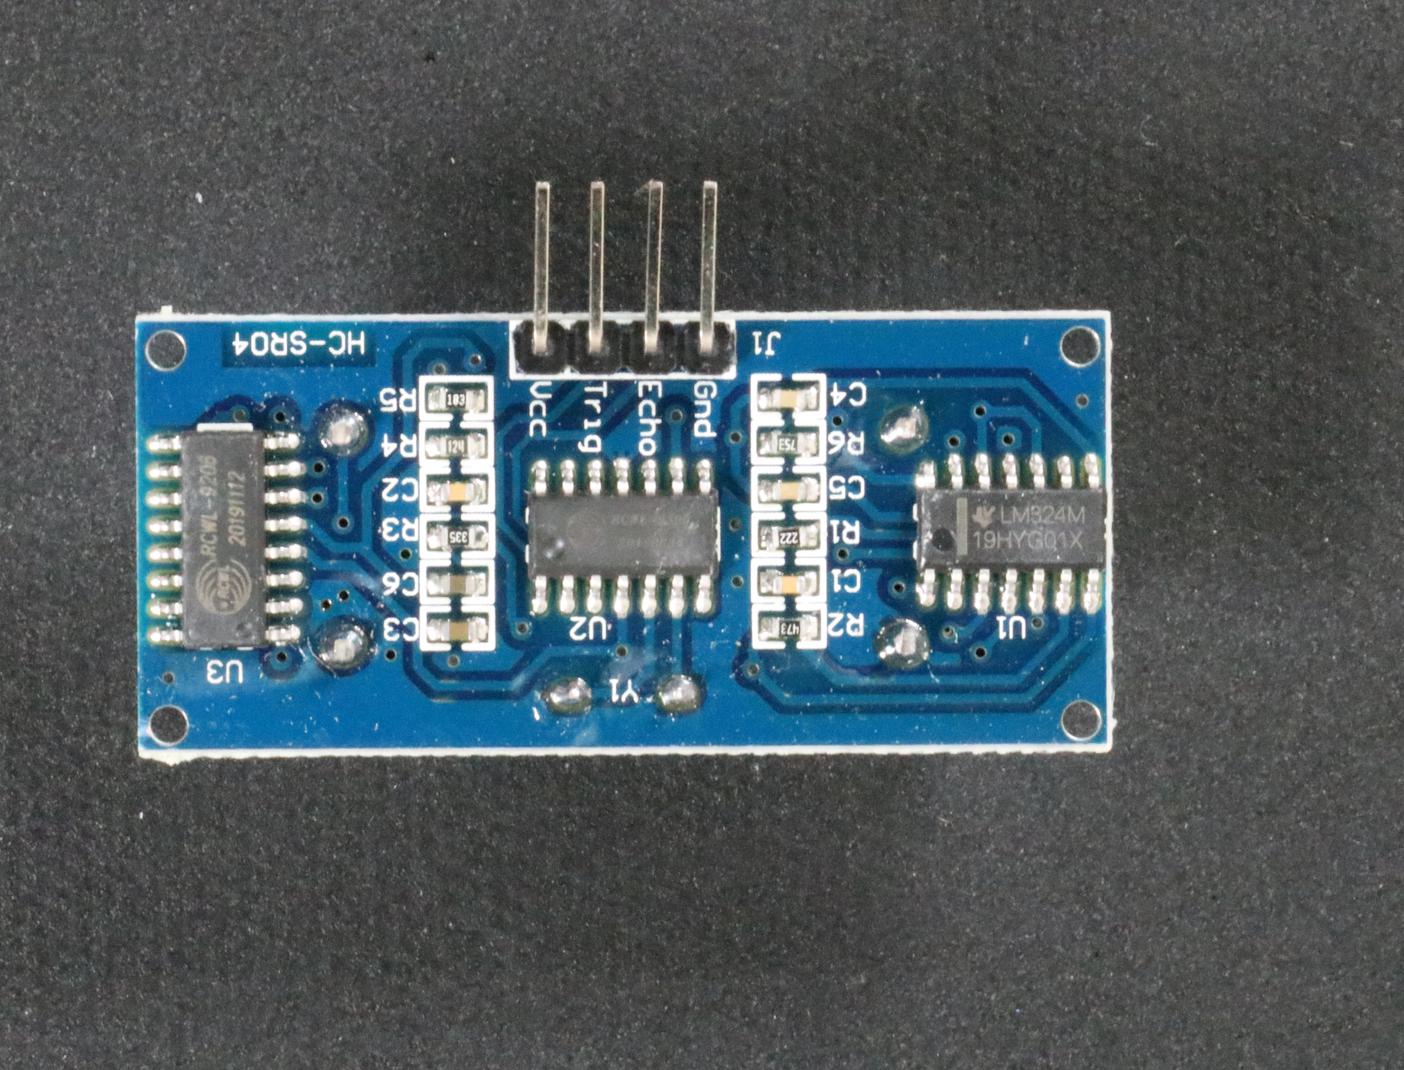 HC-SR04
J1
Vcc
Trig
Echo
Gnd
R5
103
R4
124
C2
R3
335
C6
C3
C4
R6
753
C5
R1
222
C1
R2
473
RCWL-9206
20191112
RCWL
U3
U2
Y1
LM324M
19HYG01X
U1